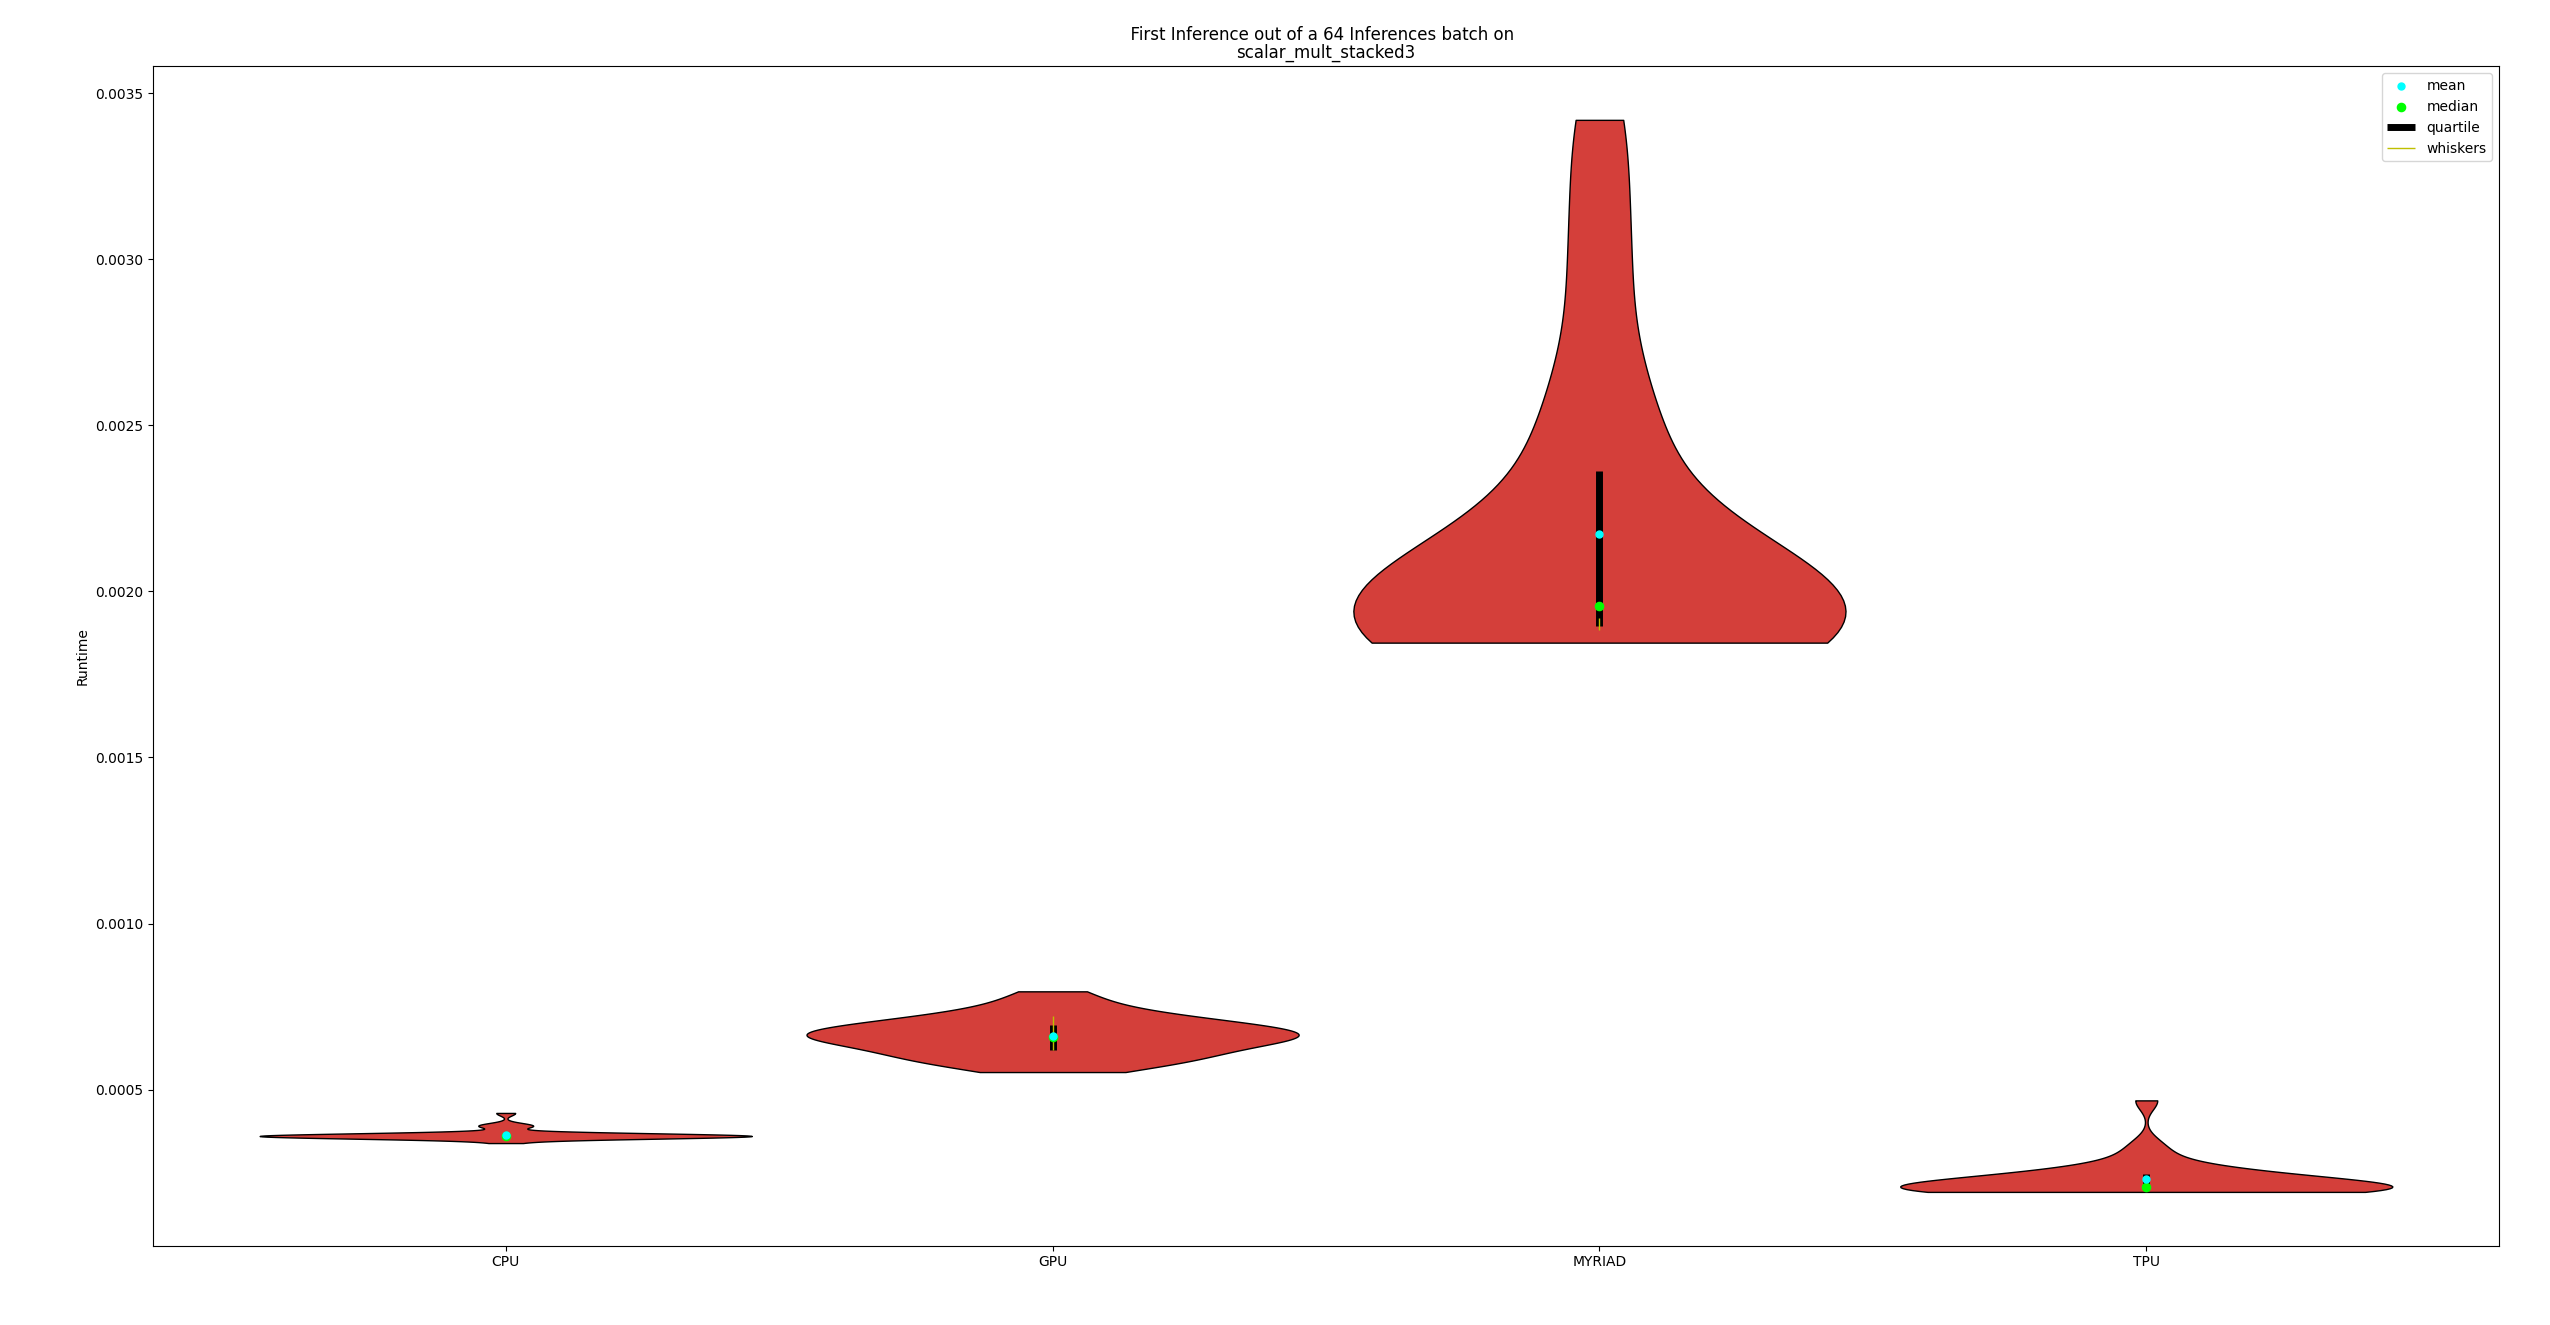 First Inference out of a 64 Inferences batch on
scalar_mult_stacked3
mean
median
quartile
whiskers
0.0035
0.0030
0.0025
0.0020
0.0015
0.0010
0.0005
Runtime
CPU
GPU
MYRIAD
TPU